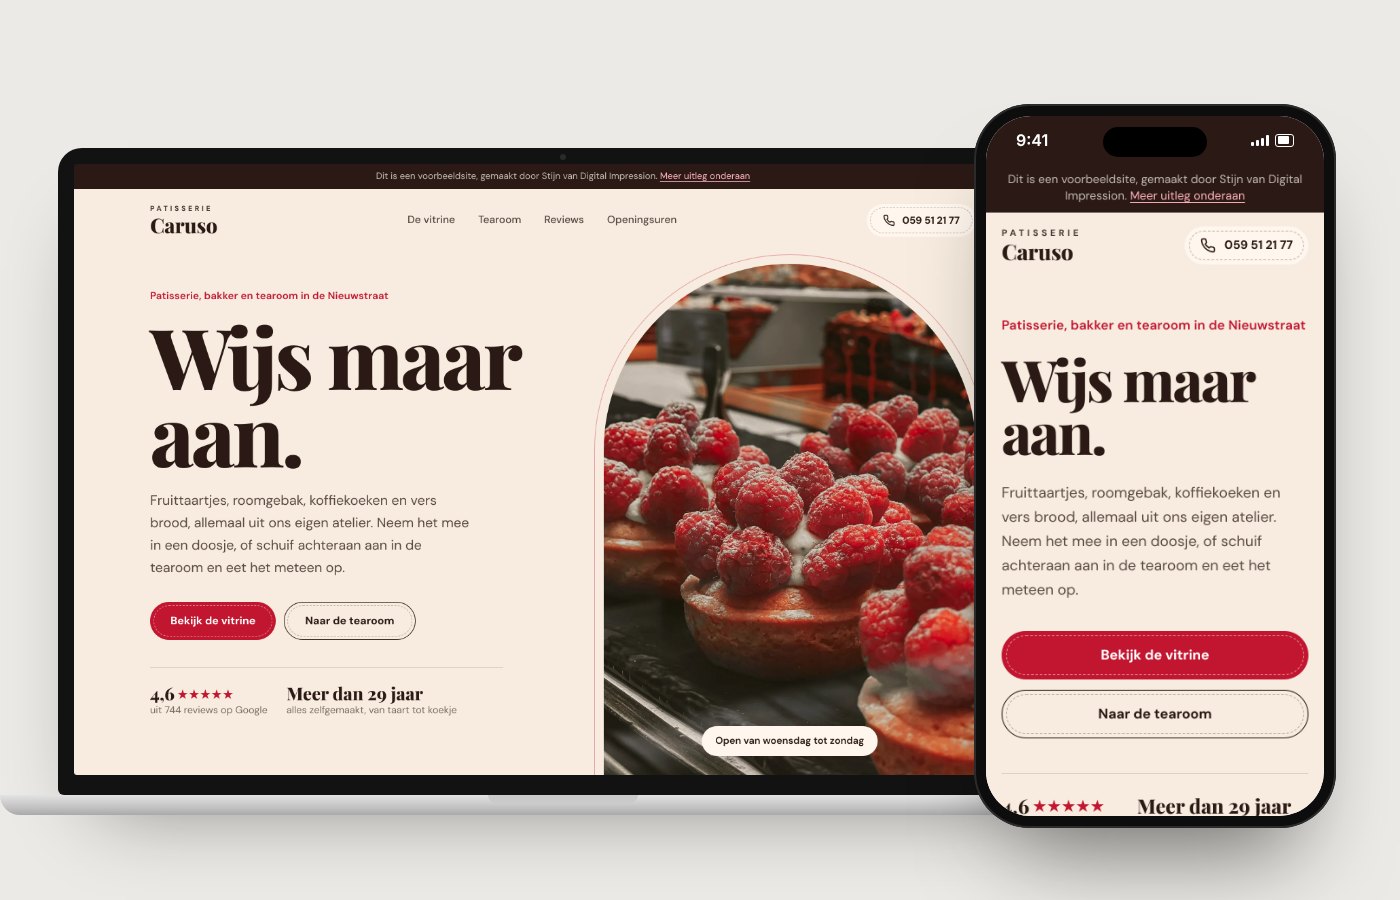 Dit is een voorbeeldsite, gemaakt door Stijn van Digital Impression. Meer uitleg onderaan
PATISSERIE
Caruso
De vitrine Tearoom Reviews Openingsuren
059 51 21 77
Patisserie, bakker en tearoom in de Nieuwstraat
Wijs maar
aan.
Fruittaartjes, roomgebak, koffiekoeken en vers
brood, allemaal uit ons eigen atelier. Neem het mee
in een doosje, of schuif achteraan aan in de
tearoom en eet het meteen op.
Bekijk de vitrine Naar de tearoom
4,6 ★★★★★ Meer dan 29 jaar
uit 744 reviews op Google alles zelfgemaakt, van taart tot koekje
Open van woensdag tot zondag
9:41
Dit is een voorbeeldsite, gemaakt door Stijn van Digital
Impression. Meer uitleg onderaan
PATISSERIE
Caruso
059 51 21 77
Patisserie, bakker en tearoom in de Nieuwstraat
Wijs maar
aan.
Fruittaartjes, roomgebak, koffiekoeken en
vers brood, allemaal uit ons eigen atelier.
Neem het mee in een doosje, of schuif
achteraan aan in de tearoom en eet het
meteen op.
Bekijk de vitrine
Naar de tearoom
4,6 ★★★★★ Meer dan 29 jaar